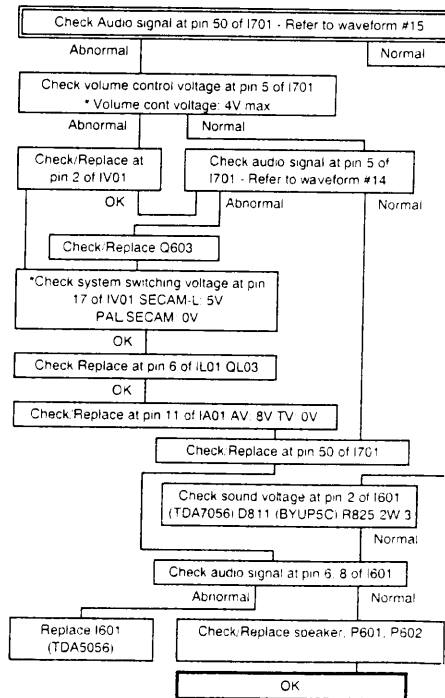 Check Audio signal at pin 50 of I701 - Refer to waveform #15
Abnormal
Normal
Check volume control voltage at pin 5 of I701
* Volume cont voltage: 4V max
Abnormal
Normal
Check/Replace at
pin 2 of IV01
Check audio signal at pin 5 of
I701 - Refer to waveform #14
OK
Abnormal
Normal
Check/Replace Q603
*Check system switching voltage at pin
17 of IV01 SECAM-L: 5V
PAL.SECAM: 0V
OK
Check Replace at pin 6 of IL01 QL03
OK
Check/Replace at pin 11 of IA01 AV: 8V TV: 0V
Check/Replace at pin 50 of I701
Check sound voltage at pin 2 of I601
(TDA7056) D811 (BYUP5C) R825 2W 3
Normal
Check audio signal at pin 6, 8 of I601
Abnormal
Normal
Replace I601
(TDA5056)
Check/Replace speaker, P601, P602
OK